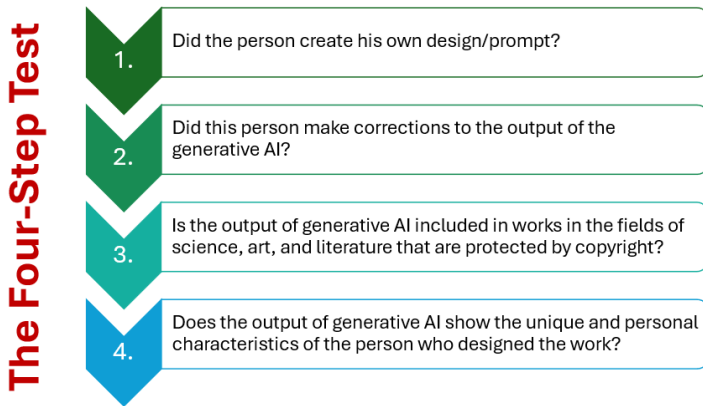 The Four-Step Test
1.
Did the person create his own design/prompt?
2.
Did this person make corrections to the output of the
generative AI?
3.
Is the output of generative AI included in works in the fields of
science, art, and literature that are protected by copyright?
4.
Does the output of generative AI show the unique and personal
characteristics of the person who designed the work?